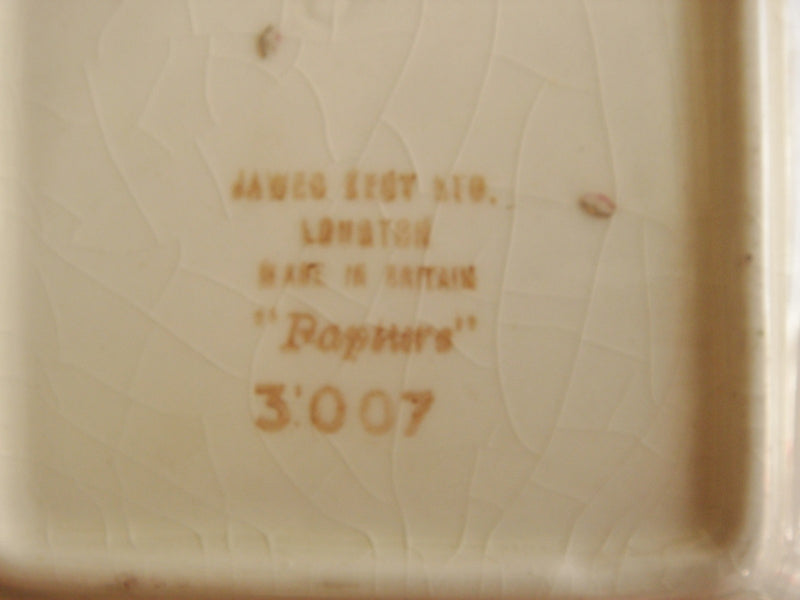 JAMES KENT LTD.
LONGTON
MADE IN BRITAIN
"Rapture"
3007